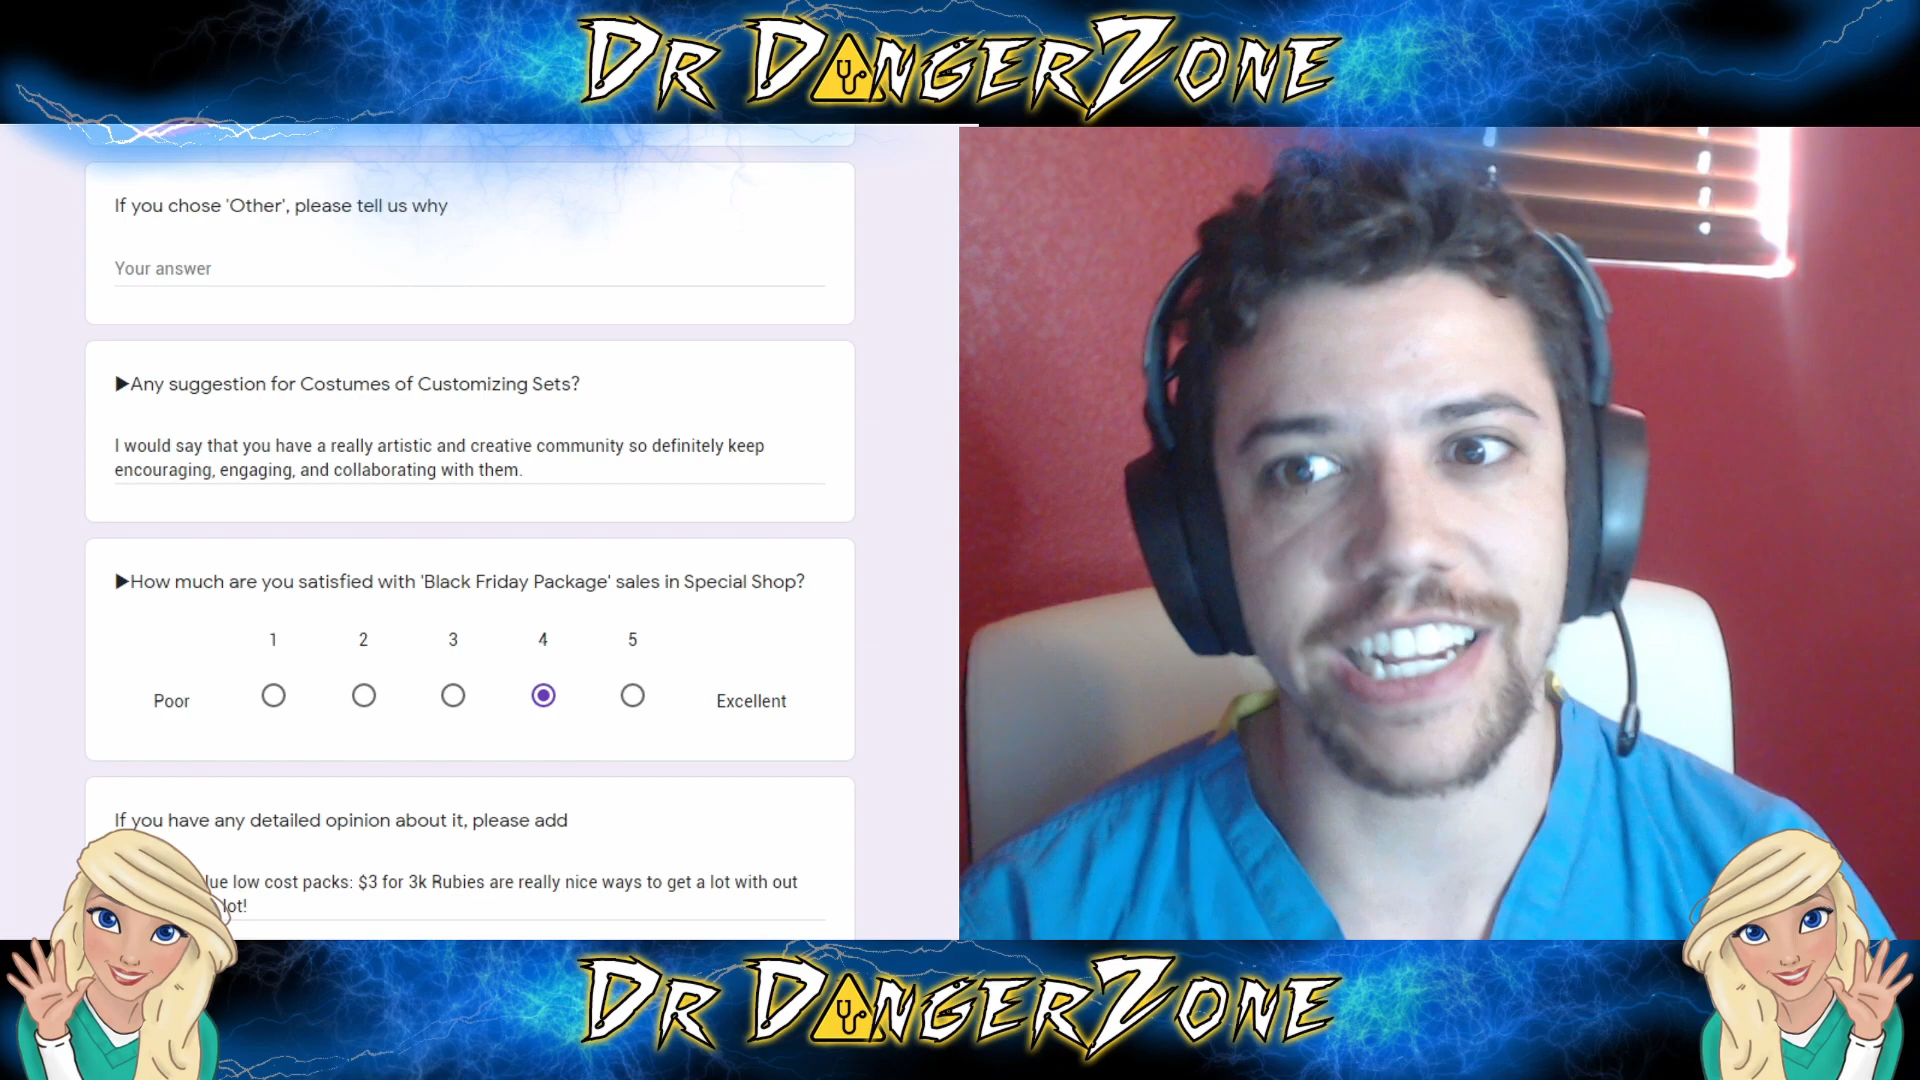 DR DANGERZONE
If you chose 'Other', please tell us why
Your answer
▶Any suggestion for Costumes of Customizing Sets?
I would say that you have a really artistic and creative community so definitely keep
encouraging, engaging, and collaborating with them.
▶How much are you satisfied with 'Black Friday Package' sales in Special Shop?
1 2 3 4 5
Poor Excellent
If you have any detailed opinion about it, please add
low cost packs: $3 for 3k Rubies are really nice ways to get a lot with out
lot!
DR DANGERZONE